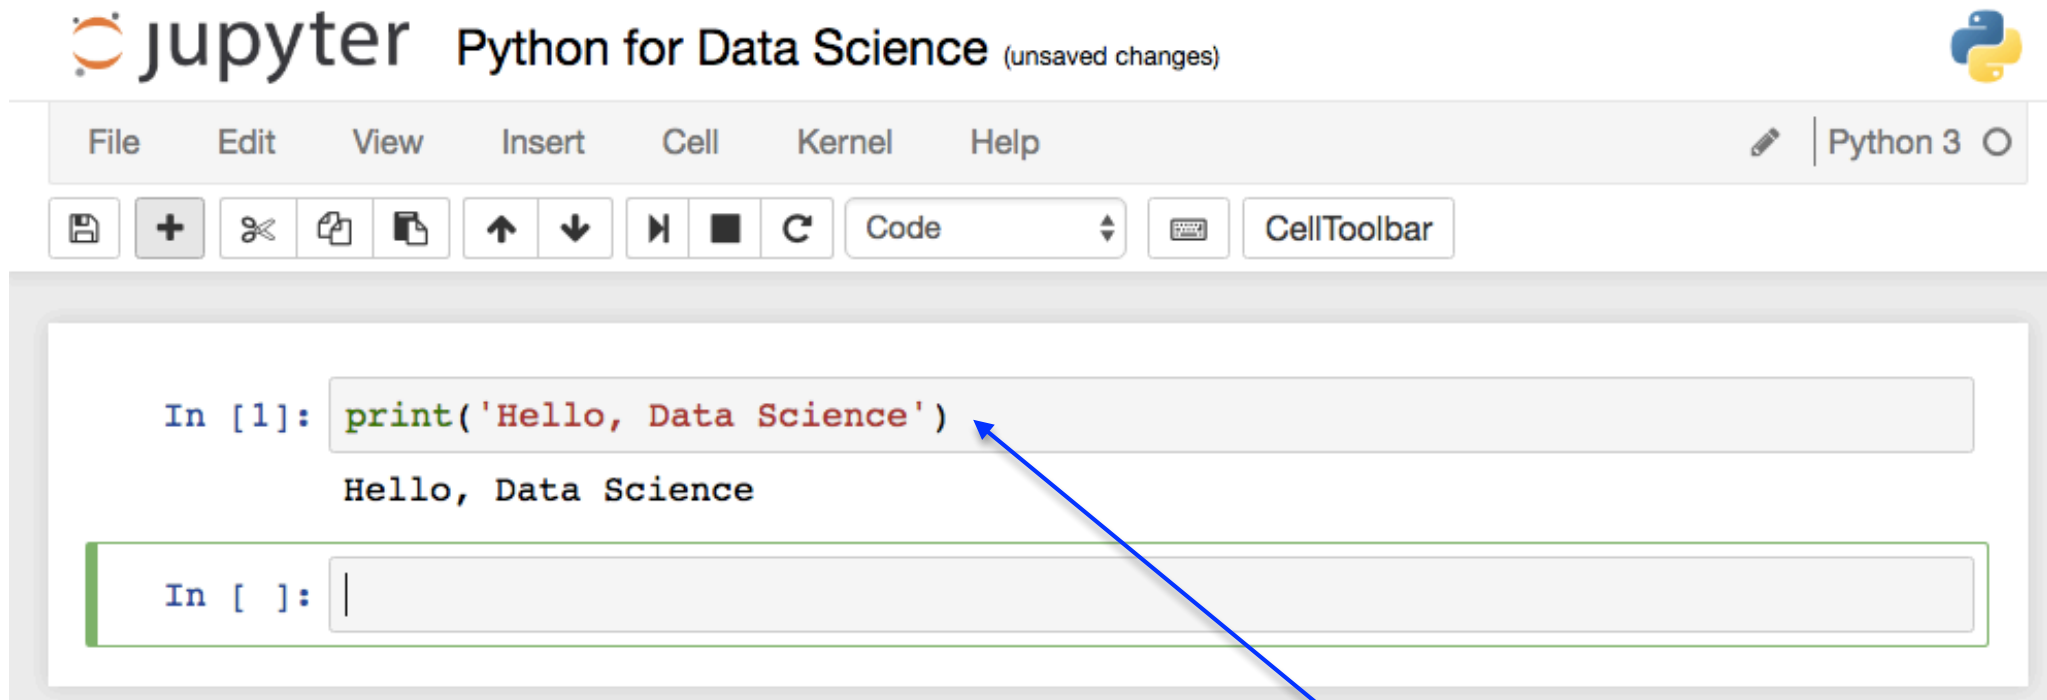 jupyter Python for Data Science (unsaved changes)
File Edit View Insert Cell Kernel Help Python 3
Code CellToolbar
In [1]: print('Hello, Data Science')
Hello, Data Science
In [ ]: